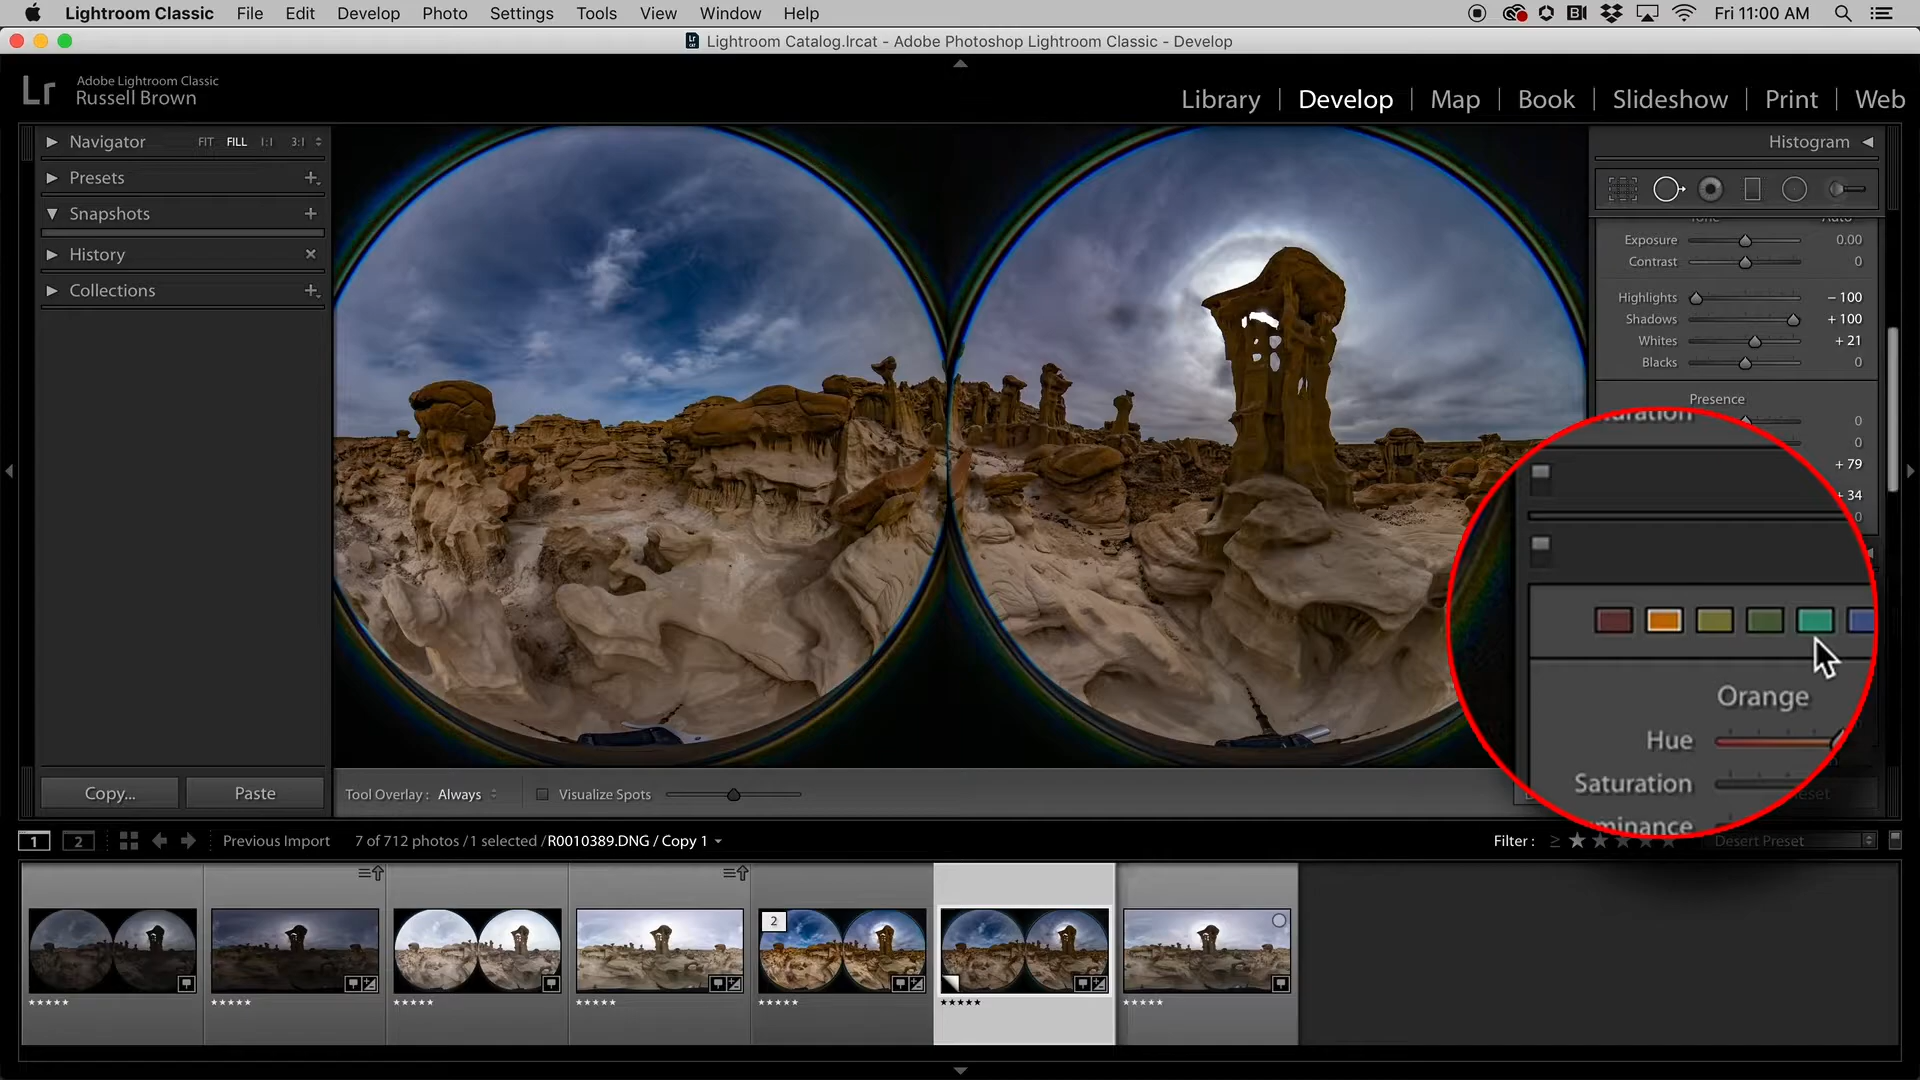 Lightroom Classic File Edit Develop Photo Settings Tools View Window Help Fri 11:00 AM
Lightroom Catalog.lrcat - Adobe Photoshop Lightroom Classic - Develop
Lr
Adobe Lightroom Classic
Russell Brown
Library | Develop | Map | Book | Slideshow | Print | Web
Navigator FIT FILL 1:1 3:1
Presets
Snapshots
History
Collections
Histogram
Tone Auto
Exposure 0.00
Contrast 0
Highlights − 100
Shadows + 100
Whites + 21
Blacks 0
Presence
0
0
+ 79
+ 34
0
Orange
Hue
Saturation
Copy... Paste
Tool Overlay : Always Visualize Spots
1 2 Previous Import 7 of 712 photos / 1 selected / R0010389.DNG / Copy 1
Filter : ≥ ★★★★★ Desert Preset
2
★★★★★ ★★★★★ ★★★★★ ★★★★★ ★★★★★ ★★★★★ ★★★★★